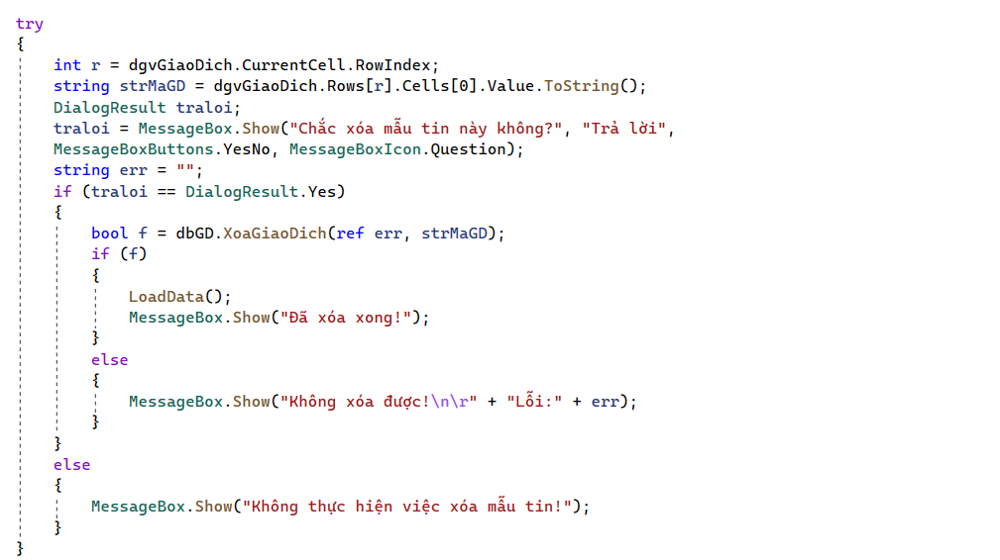 try
{
    int r = dgvGiaoDich.CurrentCell.RowIndex;
    string strMaGD = dgvGiaoDich.Rows[r].Cells[0].Value.ToString();
    DialogResult traloi;
    traloi = MessageBox.Show("Chắc xóa mẫu tin này không?", "Trả lời",
    MessageBoxButtons.YesNo, MessageBoxIcon.Question);
    string err = "";
    if (traloi == DialogResult.Yes)
    {
        bool f = dbGD.XoaGiaoDich(ref err, strMaGD);
        if (f)
        {
            LoadData();
            MessageBox.Show("Đã xóa xong!");
        }
        else
        {
            MessageBox.Show("Không xóa được!\n\r" + "Lỗi:" + err);
        }
    }
    else
    {
        MessageBox.Show("Không thực hiện việc xóa mẫu tin!");
    }
}